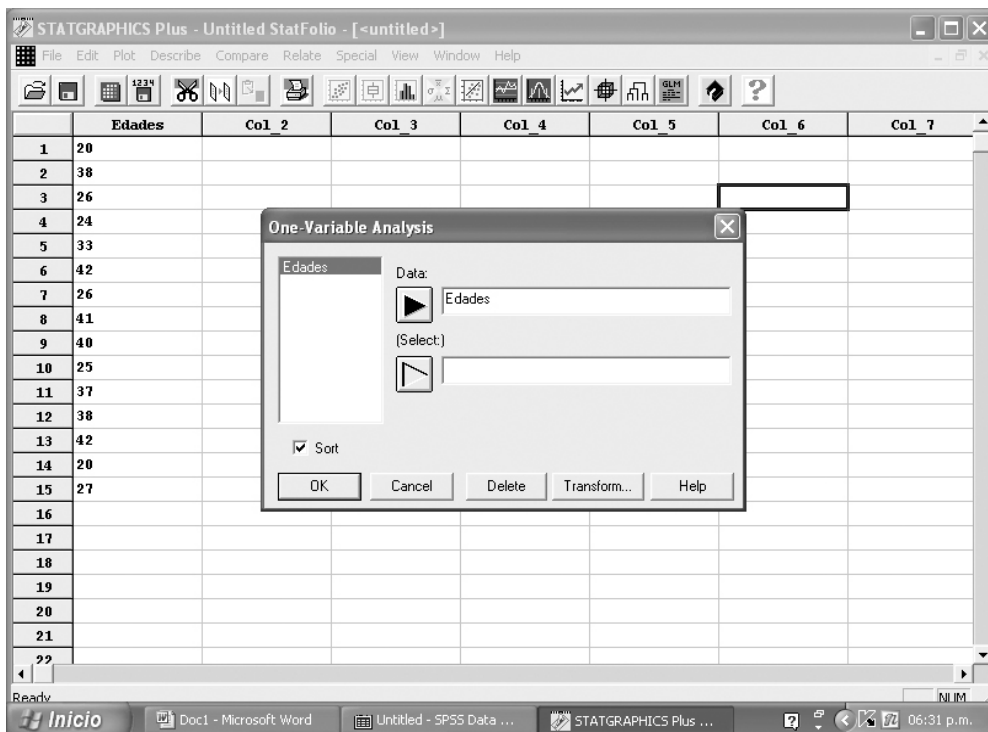 STATGRAPHICS Plus - Untitled StatFolio - [<untitled>]
File Edit Plot Describe Compare Relate Special View Window Help
1234
GLM
Edades Col_2 Col_3 Col_4 Col_5 Col_6 Col_7
1 20
2 38
3 26
4 24
5 33
6 42
7 26
8 41
9 40
10 25
11 37
12 38
13 42
14 20
15 27
16
17
18
19
20
21
22
One-Variable Analysis
Edades
Data:
Edades
(Select:)
Sort
OK Cancel Delete Transform... Help
Ready NUM
Inicio Doc1 - Microsoft Word Untitled - SPSS Data ... STATGRAPHICS Plus ... 06:31 p.m.